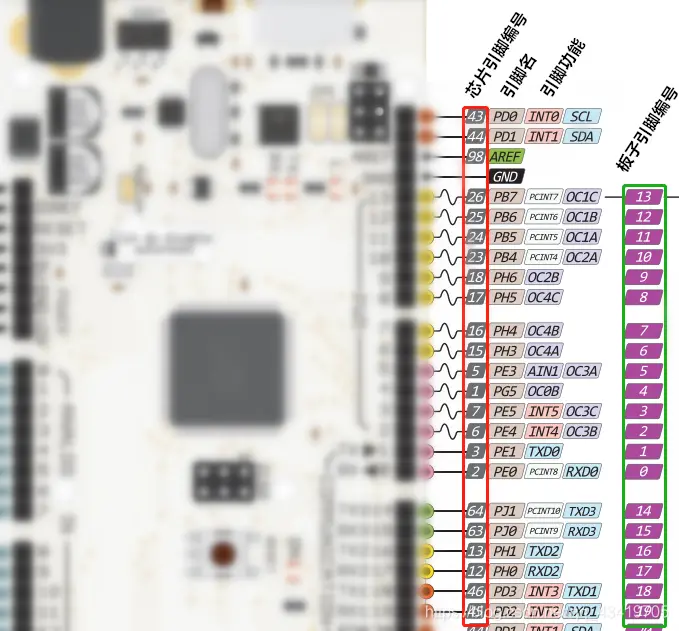 芯片引脚编号 引脚名 引脚功能 板子引脚编号
43 PD0 INT0 SCL
44 PD1 INT1 SDA
98 AREF
GND
26 PB7 PCINT7 OC1C 13
25 PB6 PCINT6 OC1B 12
24 PB5 PCINT5 OC1A 11
23 PB4 PCINT4 OC2A 10
18 PH6 OC2B 9
17 PH5 OC4C 8
16 PH4 OC4B 7
15 PH3 OC4A 6
5 PE3 AIN1 OC3A 5
1 PG5 OC0B 4
7 PE5 INT5 OC3C 3
6 PE4 INT4 OC3B 2
3 PE1 TXD0 1
2 PE0 PCINT8 RXD0 0
64 PJ1 PCINT10 TXD3 14
63 PJ0 PCINT9 RXD3 15
13 PH1 TXD2 16
12 PH0 RXD2 17
46 PD3 INT3 TXD1 18
45 PD2 INT2 RXD1 19
44 PD1 INT1 SDA